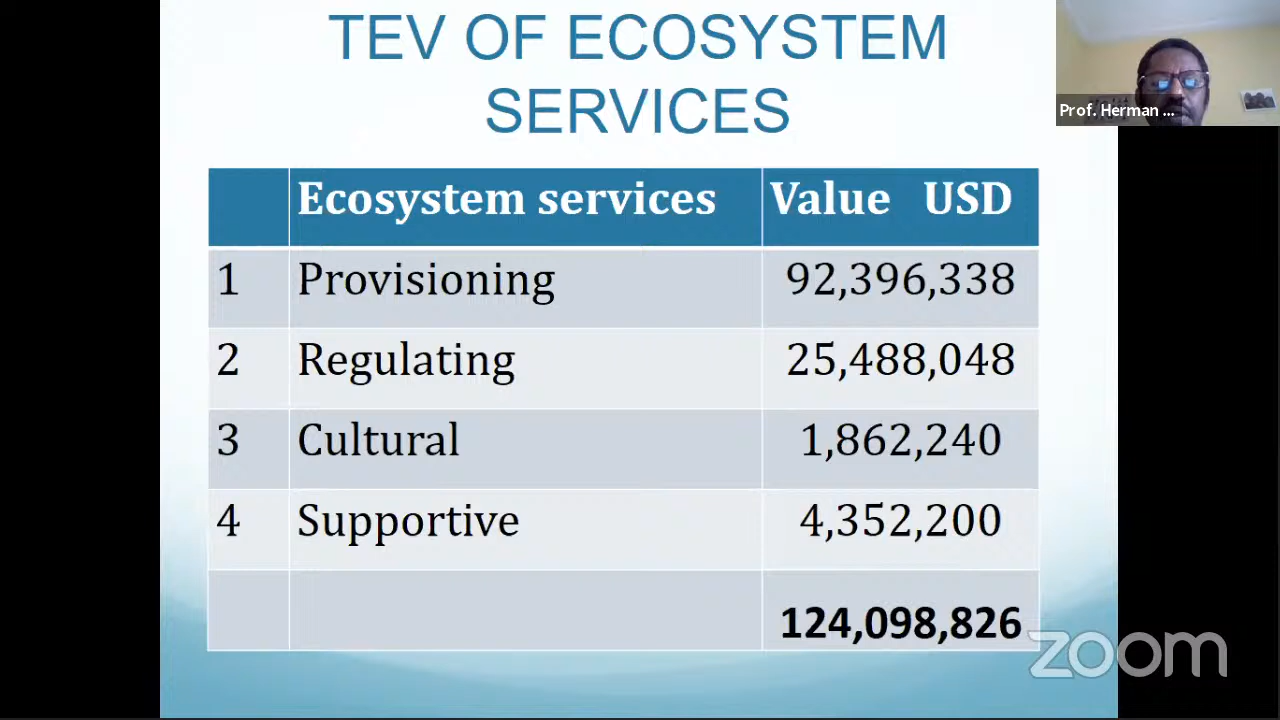 TEV OF ECOSYSTEM
SERVICES
Prof. Herman ...
Ecosystem services Value USD
1 Provisioning 92,396,338
2 Regulating 25,488,048
3 Cultural 1,862,240
4 Supportive 4,352,200
124,098,826
zoom